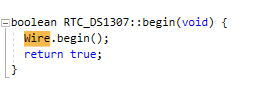 boolean RTC_DS1307::begin(void) {
  Wire.begin();
  return true;
}